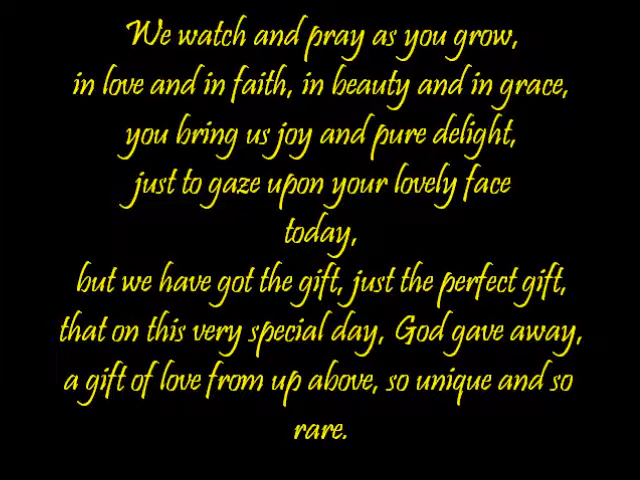 We watch and pray as you grow,
in love and in faith, in beauty and in grace,
you bring us joy and pure delight,
just to gaze upon your lovely face
today,
but we have got the gift, just the perfect gift,
that on this very special day, God gave away,
a gift of love from up above, so unique and so
rare.